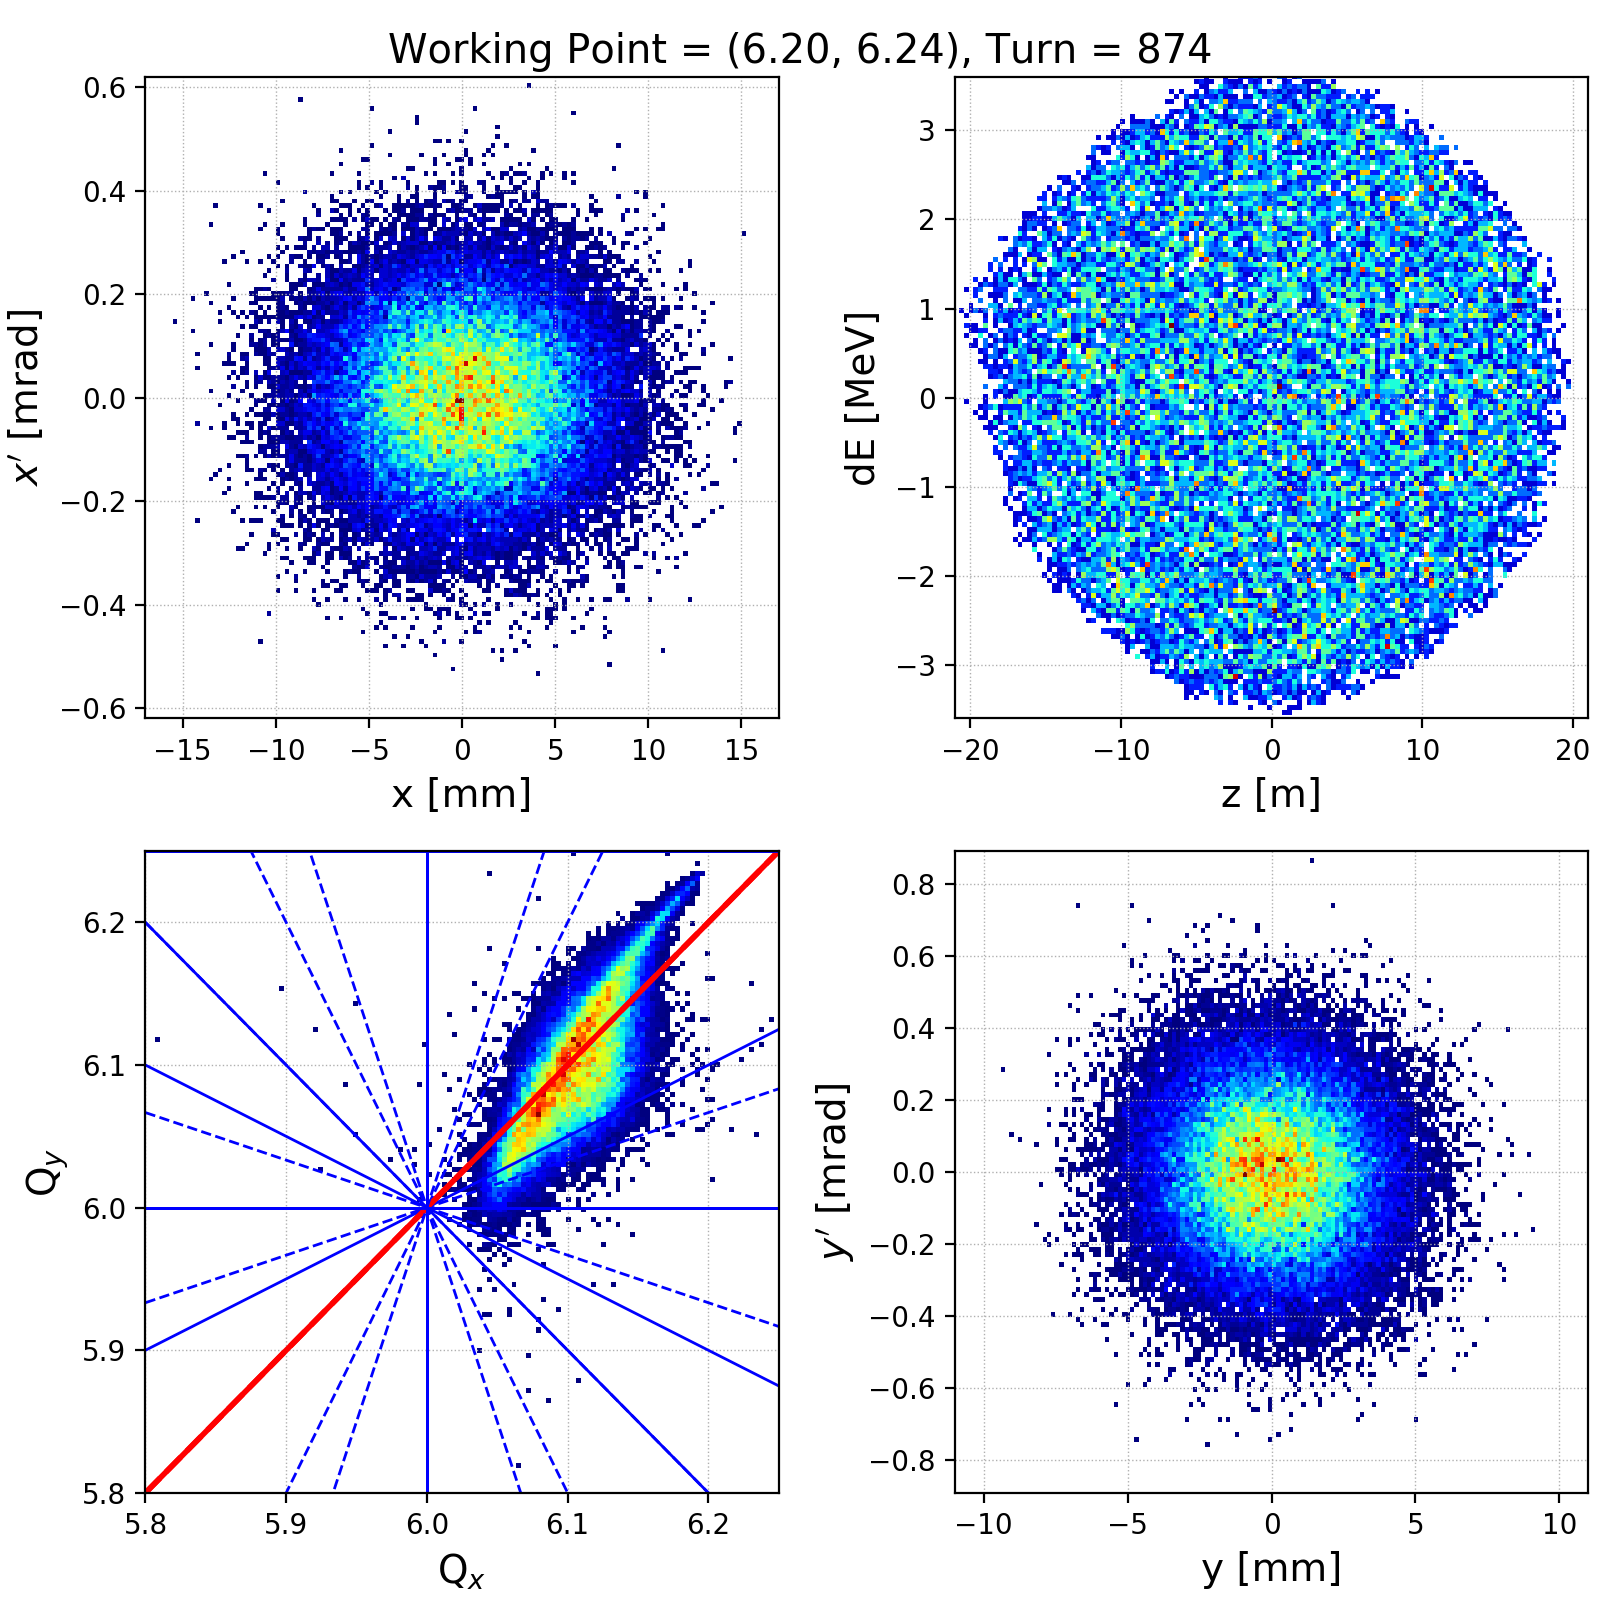 Working Point = (6.20, 6.24), Turn = 874
0.6
0.4
0.2
0.0
−0.2
−0.4
−0.6
x′ [mrad]
−15 −10 −5 0 5 10 15
x [mm]
3
2
1
0
−1
−2
−3
dE [MeV]
−20 −10 0 10 20
z [m]
6.2
6.1
6.0
5.9
5.8
Qy
5.8 5.9 6.0 6.1 6.2
Qx
0.8
0.6
0.4
0.2
0.0
−0.2
−0.4
−0.6
−0.8
y′ [mrad]
−10 −5 0 5 10
y [mm]